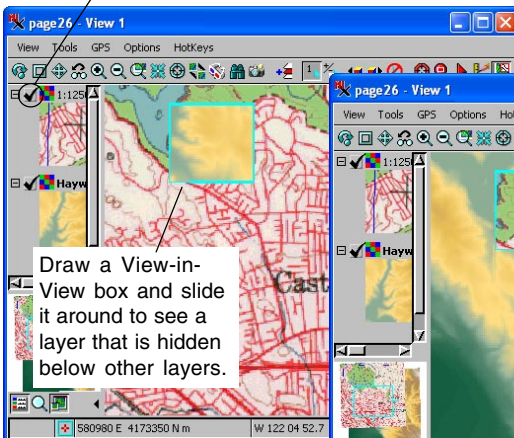 page26 - View 1
View Tools GPS Options HotKeys
1:125
Hayw
Cast
Draw a View-in-
View box and slide
it around to see a
layer that is hidden
below other layers.
580980 E 4173350 N m
W 122 04 52.7
page26 - View 1
View Tools GPS Options Hot
1:125
Hayw